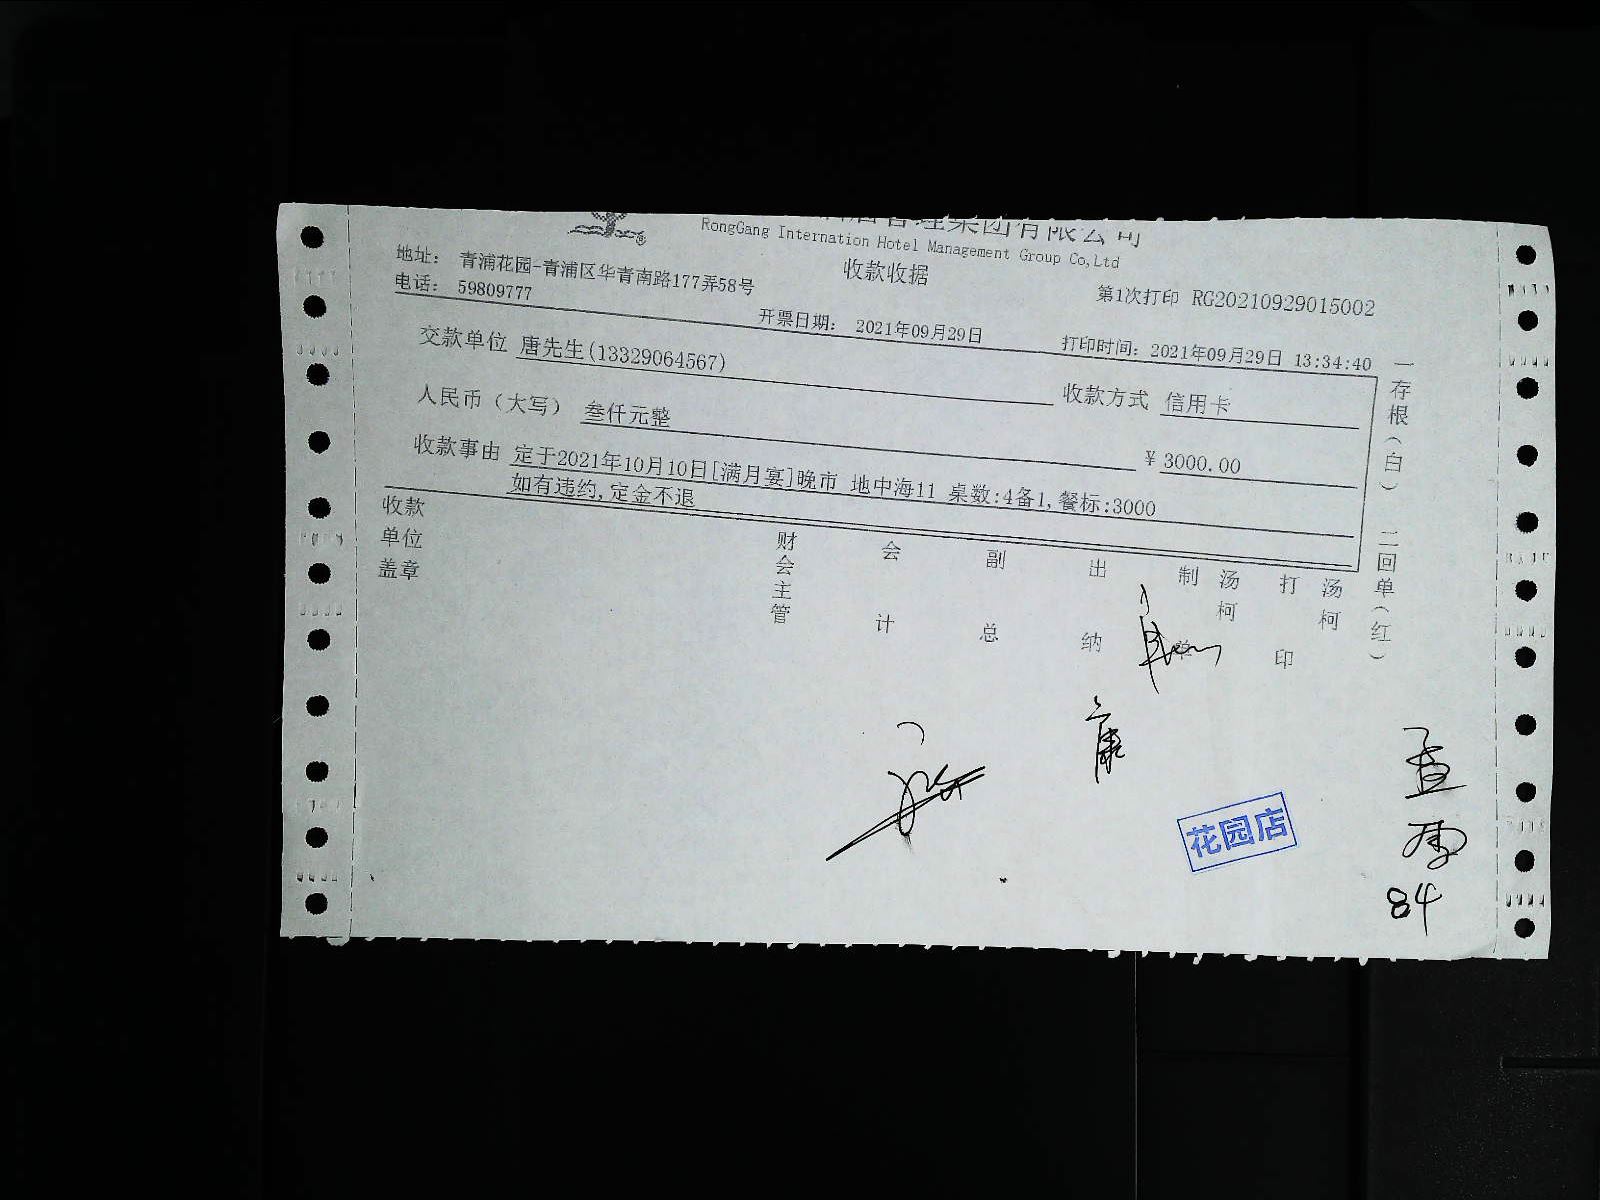 RongGang Internation Hotel Management Group Co,Ltd
收款收据
地址： 青浦花园-青浦区华青南路177弄58号
电话： 59809777
第1次打印 RG20210929015002
开票日期： 2021年09月29日
打印时间：2021年09月29日 13:34:40
交款单位 唐先生(13329064567)
收款方式 信用卡
人民币（大写） 叁仟元整
￥3000.00
收款事由 定于2021年10月10日[满月宴]晚市 地中海11 桌数:4备1,餐标:3000
如有违约,定金不退
收款单位盖章
财会主管
会计
副总
出纳
制单 汤柯
打印 汤柯
一存根（白） 二回单（红）
花园店
84